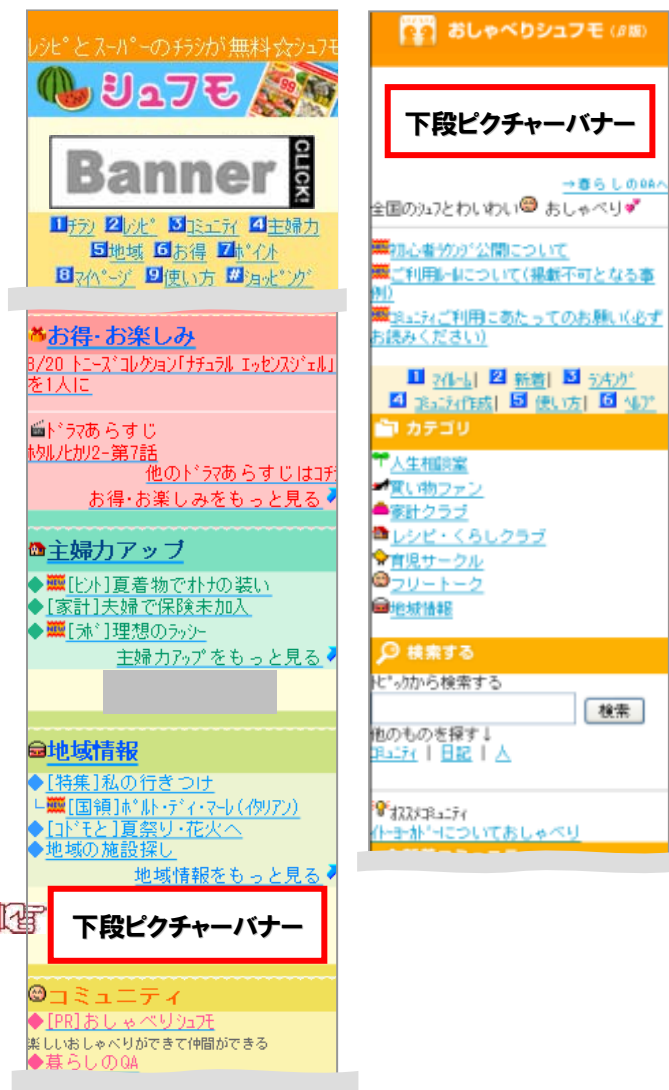 レシピとスーパーのチラシが無料☆シュフモ
シュフモ
Banner CLICK!
1チラシ 2レシピ 3コミュニティ 4主婦力
5地域 6お得 7ポイント
8マイページ 9使い方 #ショッピング
お得・お楽しみ
8/20 トニーズコレクション「ナチュラル エッセンスジェル」
を1人に
ドラマあらすじ
ホタルノヒカリ2-第7話
他のドラマあらすじはコチ
お得・お楽しみをもっと見る
主婦力アップ
◆NEW[ヒント]夏着物でオトナの装い
◆[家計]夫婦で保険未加入
◆NEW[ラボ]理想のラッシー
主婦力アップをもっと見る
地域情報
◆[特集]私の行きつけ
└NEW[国領]ポルト・ディ・マーレ(イタリアン)
◆[コドモと]夏祭り・花火へ
◆地域の施設探し
地域情報をもっと見る
下段ピクチャーバナー
コミュニティ
◆[PR]おしゃべりシュフモ
楽しいおしゃべりができて仲間ができる
◆暮らしのQA
おしゃべりシュフモ(β版)
下段ピクチャーバナー
→暮らしのQAへ
全国のシュフとわいわい おしゃべり
NEW初心者ラウンジ公開について
NEWご利用ルールについて(掲載不可となる事
例)
NEWコミュニティご利用にあたってのお願い(必ず
お読みください)
1 マイルーム| 2 新着| 3 ランキング
4 コミュニティ作成| 5 使い方| 6 ヘルプ
カテゴリ
人生相談室
買い物ファン
家計クラブ
レシピ・くらしクラブ
育児サークル
フリートーク
地域情報
検索する
トピックから検索する
検索
他のものを探す↓
コミュニティ | 日記 | 人
オススメコミュニティ
イトーヨーカドーについておしゃべり